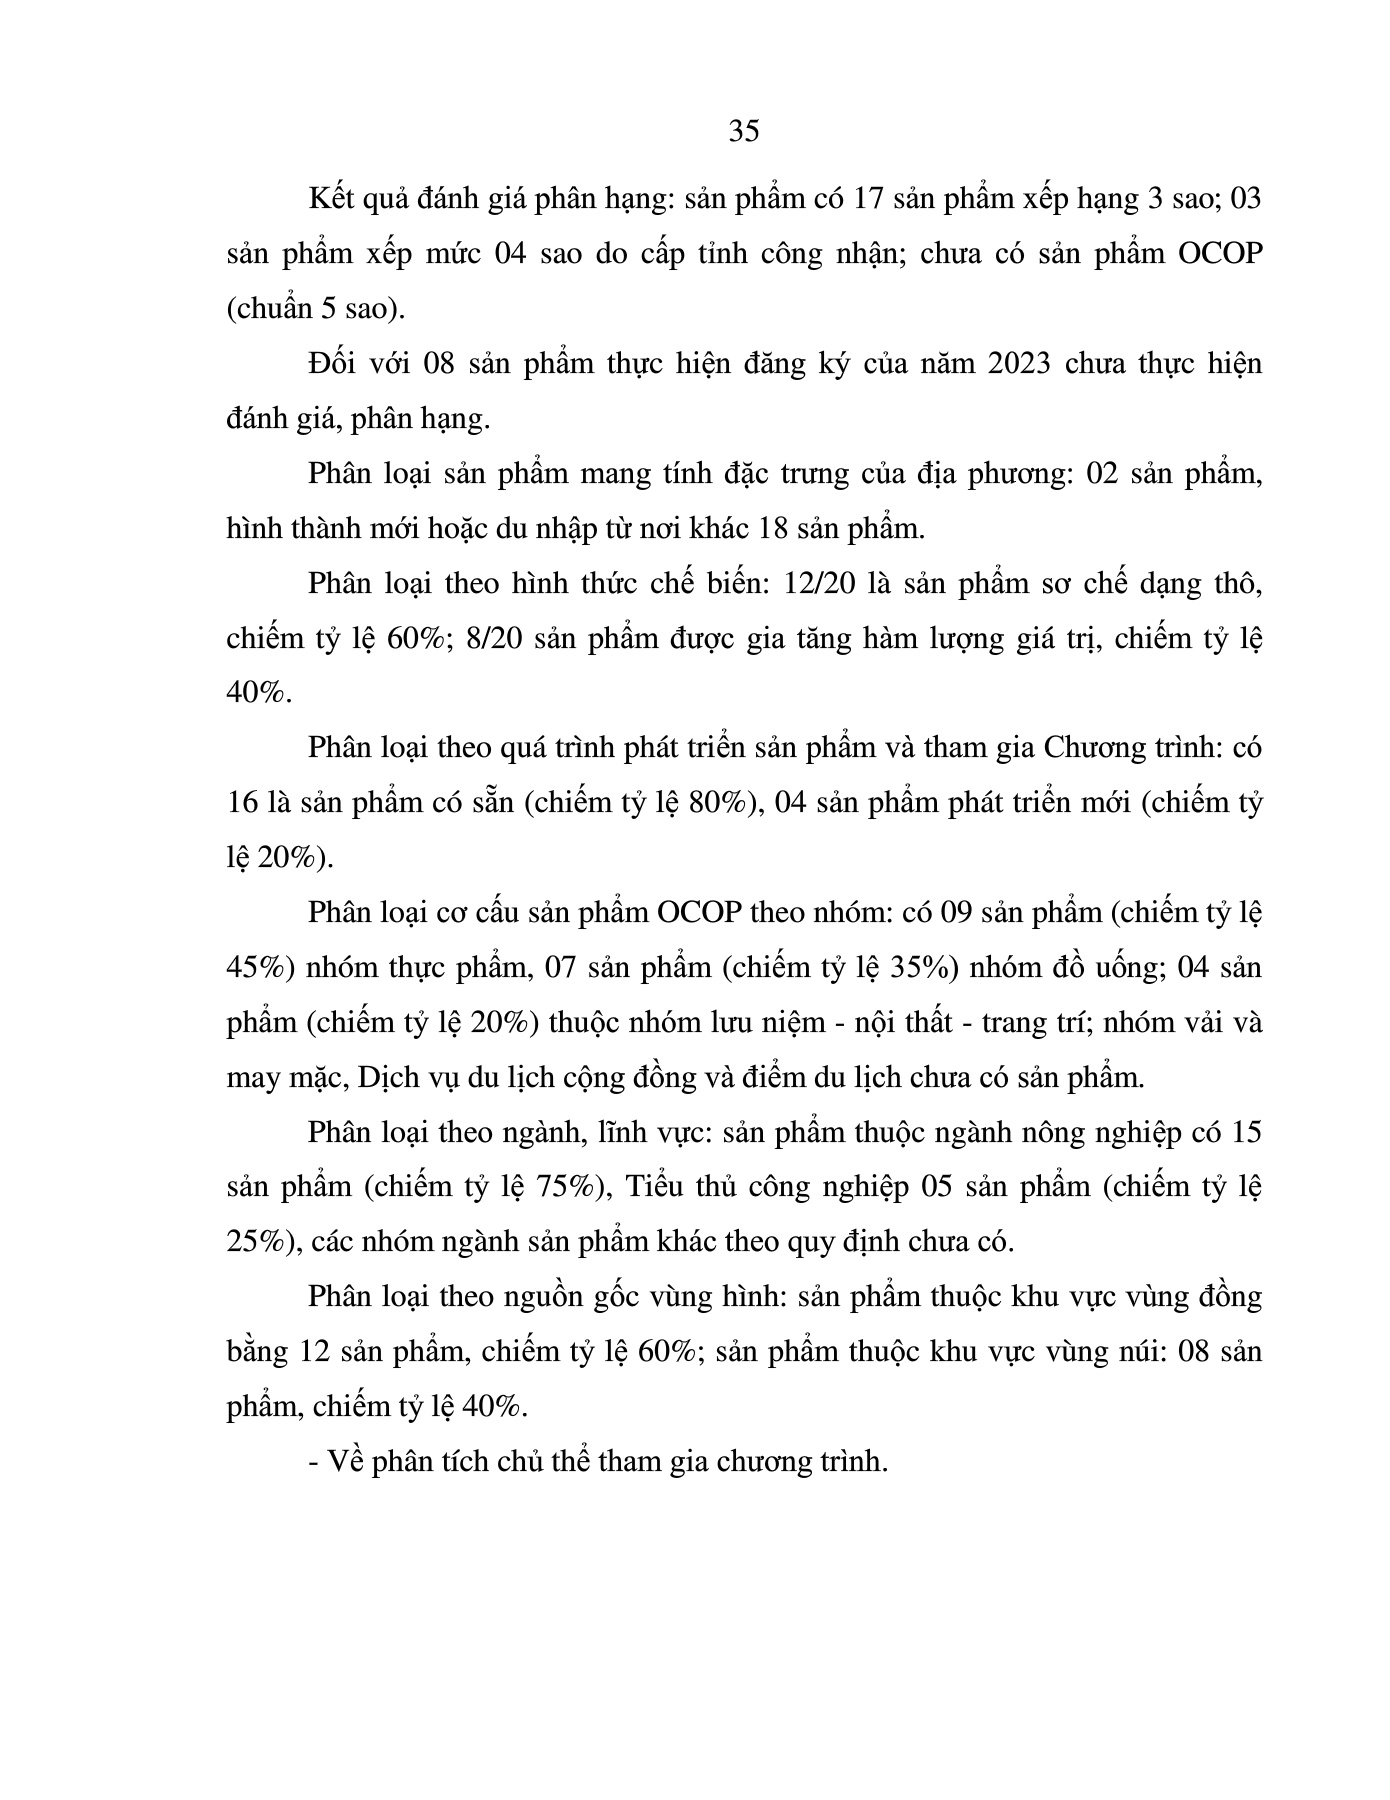 35
Kết quả đánh giá phân hạng: sản phẩm có 17 sản phẩm xếp hạng 3 sao; 03
sản phẩm xếp mức 04 sao do cấp tỉnh công nhận; chưa có sản phẩm OCOP
(chuẩn 5 sao).
Đối với 08 sản phẩm thực hiện đăng ký của năm 2023 chưa thực hiện
đánh giá, phân hạng.
Phân loại sản phẩm mang tính đặc trưng của địa phương: 02 sản phẩm,
hình thành mới hoặc du nhập từ nơi khác 18 sản phẩm.
Phân loại theo hình thức chế biến: 12/20 là sản phẩm sơ chế dạng thô,
chiếm tỷ lệ 60%; 8/20 sản phẩm được gia tăng hàm lượng giá trị, chiếm tỷ lệ
40%.
Phân loại theo quá trình phát triển sản phẩm và tham gia Chương trình: có
16 là sản phẩm có sẵn (chiếm tỷ lệ 80%), 04 sản phẩm phát triển mới (chiếm tỷ
lệ 20%).
Phân loại cơ cấu sản phẩm OCOP theo nhóm: có 09 sản phẩm (chiếm tỷ lệ
45%) nhóm thực phẩm, 07 sản phẩm (chiếm tỷ lệ 35%) nhóm đồ uống; 04 sản
phẩm (chiếm tỷ lệ 20%) thuộc nhóm lưu niệm - nội thất - trang trí; nhóm vải và
may mặc, Dịch vụ du lịch cộng đồng và điểm du lịch chưa có sản phẩm.
Phân loại theo ngành, lĩnh vực: sản phẩm thuộc ngành nông nghiệp có 15
sản phẩm (chiếm tỷ lệ 75%), Tiểu thủ công nghiệp 05 sản phẩm (chiếm tỷ lệ
25%), các nhóm ngành sản phẩm khác theo quy định chưa có.
Phân loại theo nguồn gốc vùng hình: sản phẩm thuộc khu vực vùng đồng
bằng 12 sản phẩm, chiếm tỷ lệ 60%; sản phẩm thuộc khu vực vùng núi: 08 sản
phẩm, chiếm tỷ lệ 40%.
- Về phân tích chủ thể tham gia chương trình.